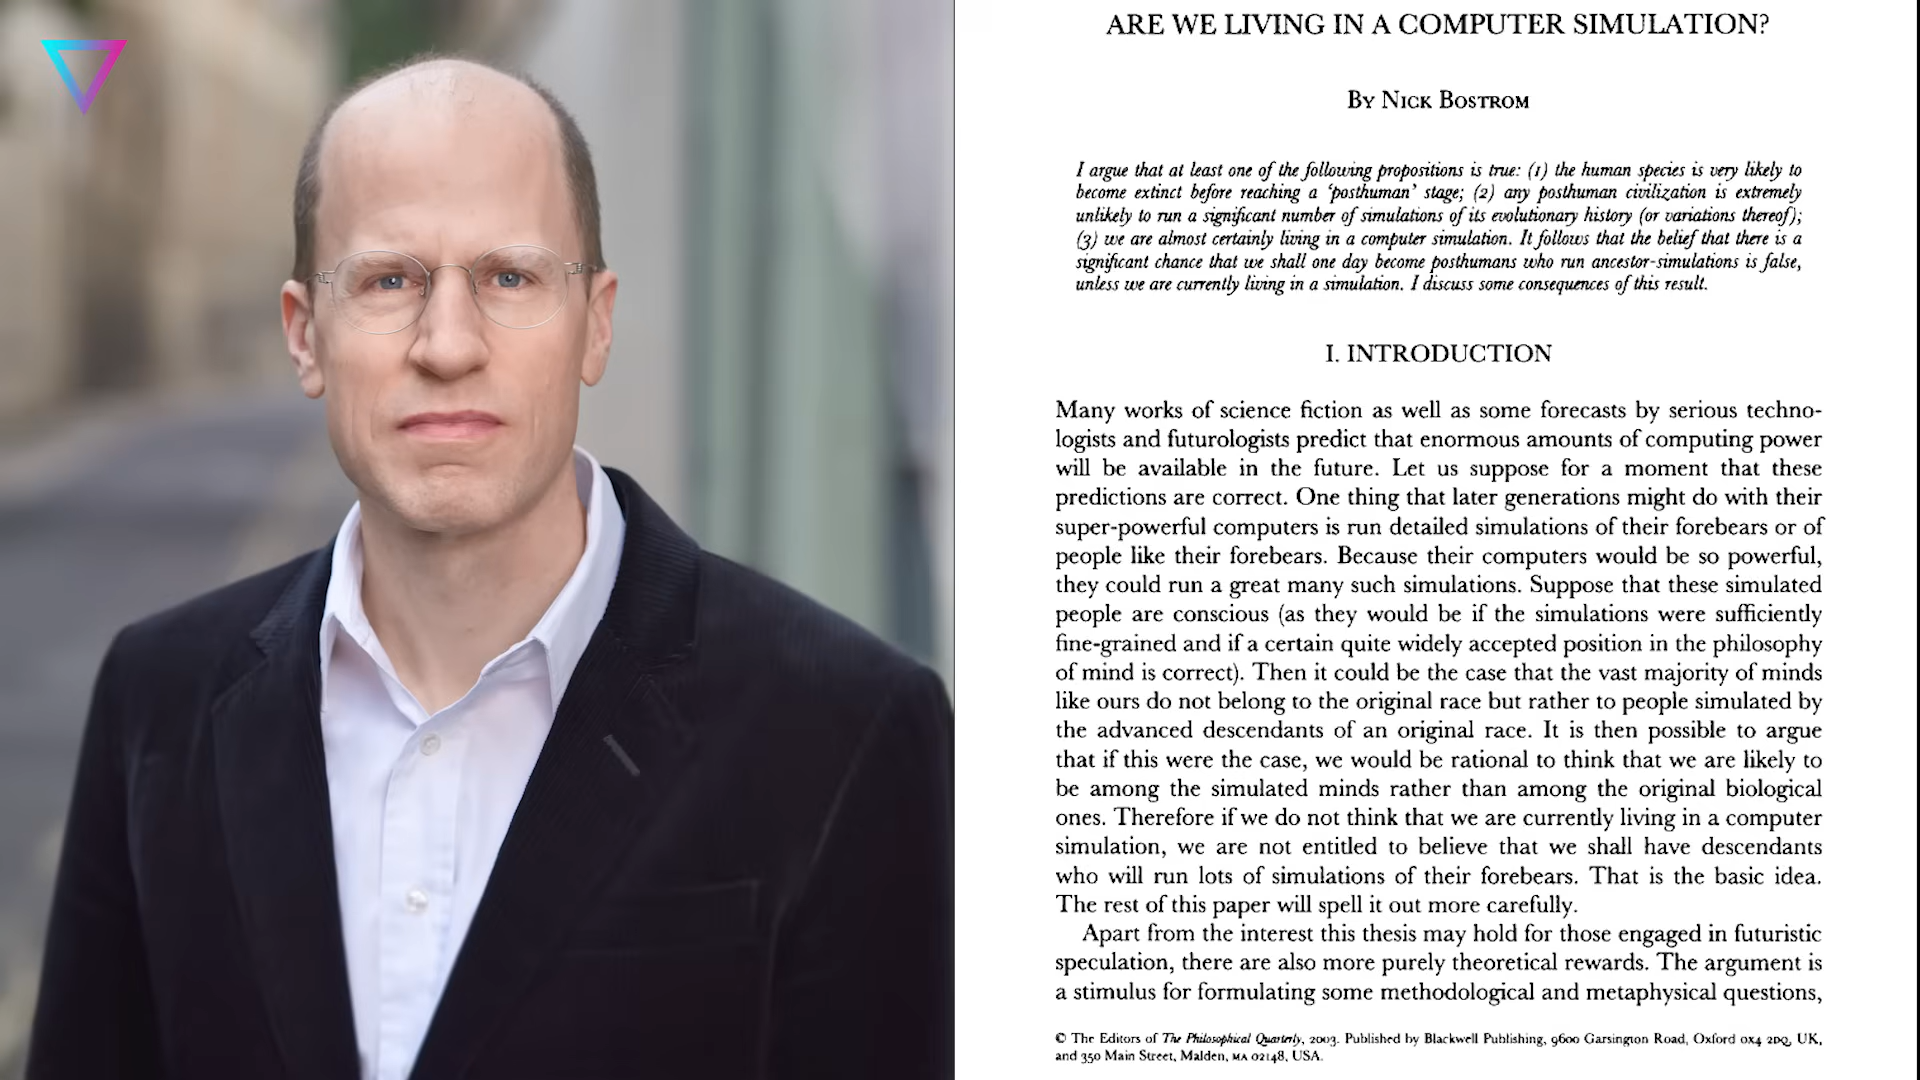 ARE WE LIVING IN A COMPUTER SIMULATION?
By Nick Bostrom
I argue that at least one of the following propositions is true: (1) the human species is very likely to
become extinct before reaching a ‘posthuman’ stage; (2) any posthuman civilization is extremely
unlikely to run a significant number of simulations of its evolutionary history (or variations thereof);
(3) we are almost certainly living in a computer simulation. It follows that the belief that there is a
significant chance that we shall one day become posthumans who run ancestor-simulations is false,
unless we are currently living in a simulation. I discuss some consequences of this result.
I. INTRODUCTION
Many works of science fiction as well as some forecasts by serious techno-
logists and futurologists predict that enormous amounts of computing power
will be available in the future. Let us suppose for a moment that these
predictions are correct. One thing that later generations might do with their
super-powerful computers is run detailed simulations of their forebears or of
people like their forebears. Because their computers would be so powerful,
they could run a great many such simulations. Suppose that these simulated
people are conscious (as they would be if the simulations were sufficiently
fine-grained and if a certain quite widely accepted position in the philosophy
of mind is correct). Then it could be the case that the vast majority of minds
like ours do not belong to the original race but rather to people simulated by
the advanced descendants of an original race. It is then possible to argue
that if this were the case, we would be rational to think that we are likely to
be among the simulated minds rather than among the original biological
ones. Therefore if we do not think that we are currently living in a computer
simulation, we are not entitled to believe that we shall have descendants
who will run lots of simulations of their forebears. That is the basic idea.
The rest of this paper will spell it out more carefully.
Apart from the interest this thesis may hold for those engaged in futuristic
speculation, there are also more purely theoretical rewards. The argument is
a stimulus for formulating some methodological and metaphysical questions,
© The Editors of The Philosophical Quarterly, 2003. Published by Blackwell Publishing, 9600 Garsington Road, Oxford OX4 2DQ, UK,
and 350 Main Street, Malden, MA 02148, USA.